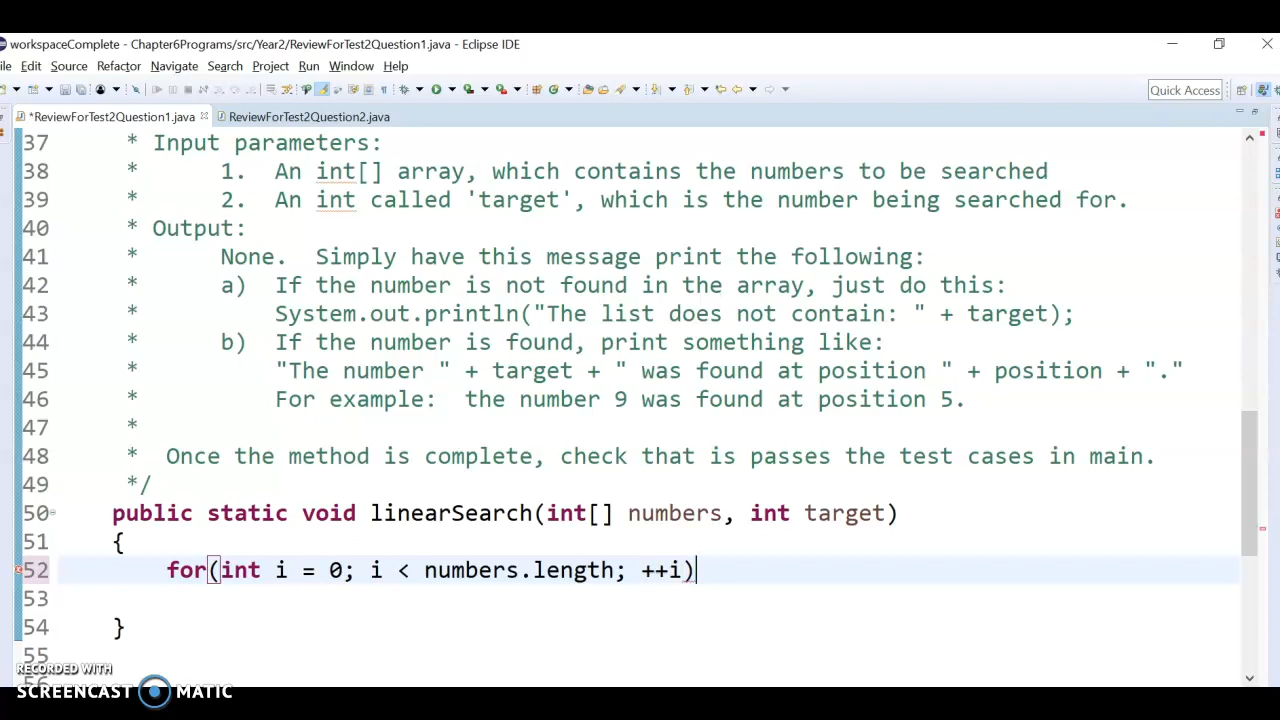 workspaceComplete - Chapter6Programs/src/Year2/ReviewForTest2Question1.java - Eclipse IDE
ile Edit Source Refactor Navigate Search Project Run Window Help
Quick Access
*ReviewForTest2Question1.java ReviewForTest2Question2.java
37 * Input parameters:
38 * 1. An int[] array, which contains the numbers to be searched
39 * 2. An int called 'target', which is the number being searched for.
40 * Output:
41 * None. Simply have this message print the following:
42 * a) If the number is not found in the array, just do this:
43 * System.out.println("The list does not contain: " + target);
44 * b) If the number is found, print something like:
45 * "The number " + target + " was found at position " + position + "."
46 * For example: the number 9 was found at position 5.
47 *
48 * Once the method is complete, check that is passes the test cases in main.
49 */
50 public static void linearSearch(int[] numbers, int target)
51 {
52 for(int i = 0; i < numbers.length; ++i)
53
54 }
55
RECORDED WITH
SCREENCAST MATIC